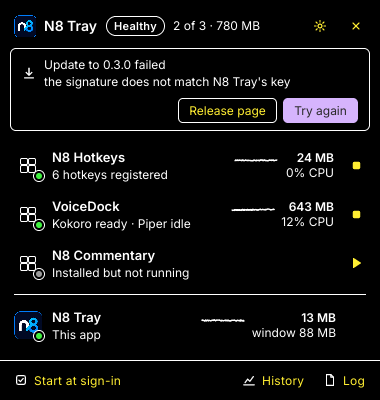 n8 N8 Tray Healthy 2 of 3 · 780 MB
Update to 0.3.0 failed
the signature does not match N8 Tray's key
Release page Try again
N8 Hotkeys 24 MB
6 hotkeys registered 0% CPU
VoiceDock 643 MB
Kokoro ready · Piper idle 12% CPU
N8 Commentary
Installed but not running
n8 N8 Tray 13 MB
This app window 88 MB
Start at sign-in History Log